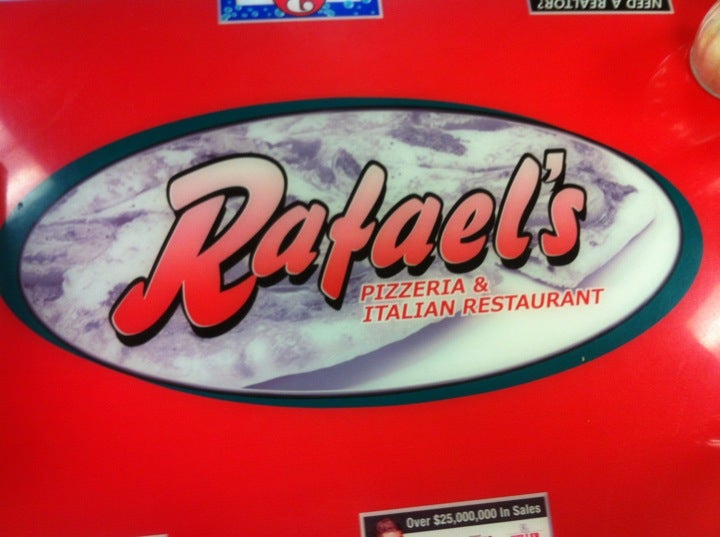 NEED A REALTOR?
Rafael's
PIZZERIA &
ITALIAN RESTAURANT
Over $25,000,000 In Sales